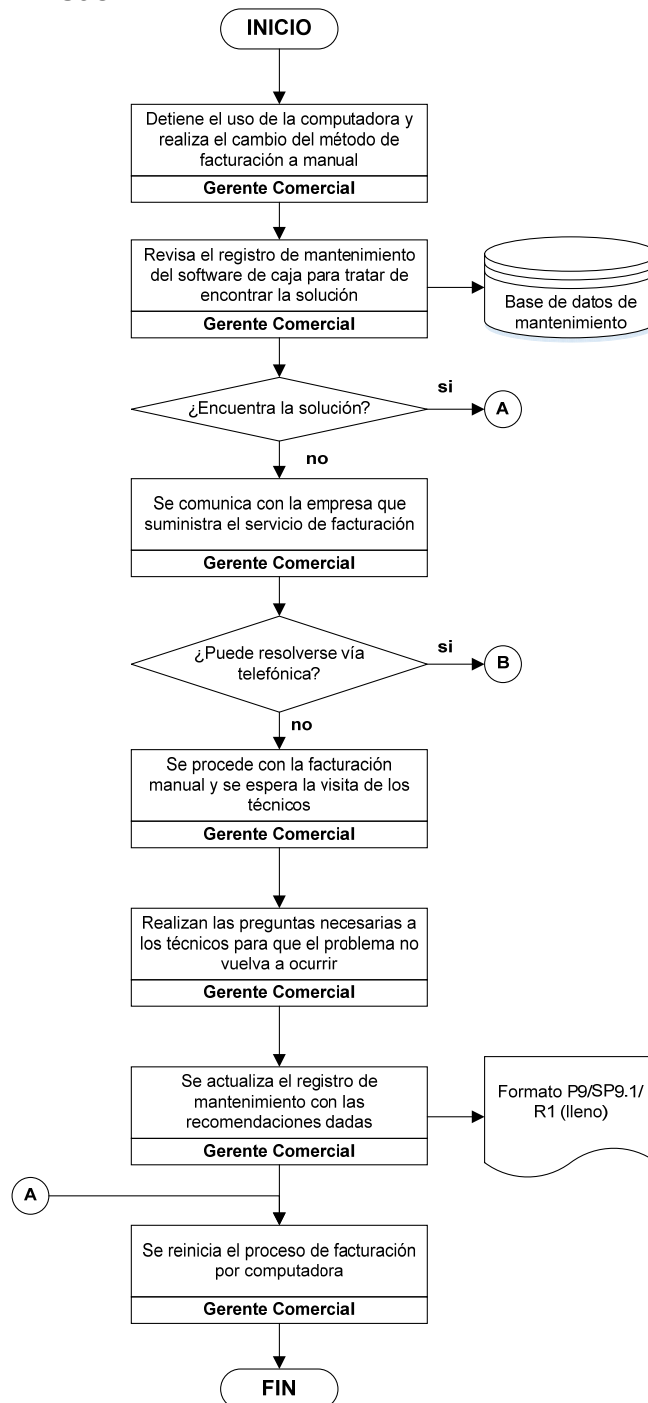 INICIO
Detiene el uso de la computadora y
realiza el cambio del método de
facturación a manual
Gerente Comercial
Revisa el registro de mantenimiento
del software de caja para tratar de
encontrar la solución
Gerente Comercial
Base de datos de
mantenimiento
¿Encuentra la solución?
si
A
no
Se comunica con la empresa que
suministra el servicio de facturación
Gerente Comercial
¿Puede resolverse vía
telefónica?
si
B
no
Se procede con la facturación
manual y se espera la visita de los
técnicos
Gerente Comercial
Realizan las preguntas necesarias a
los técnicos para que el problema no
vuelva a ocurrir
Gerente Comercial
Se actualiza el registro de
mantenimiento con las
recomendaciones dadas
Gerente Comercial
Formato P9/SP9.1/
R1 (lleno)
A
Se reinicia el proceso de facturación
por computadora
Gerente Comercial
FIN